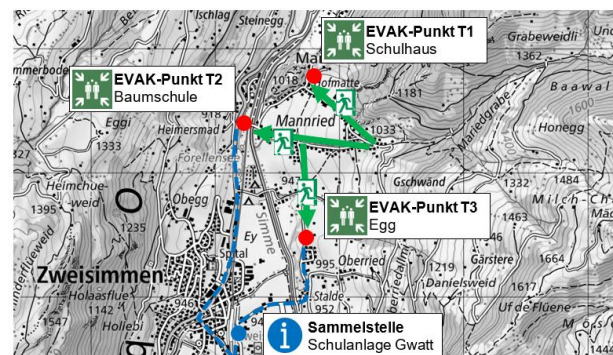 Steinegg
Ischlag
EVAK-Punkt T1
Schulhaus
Grabeweidli
1362
EVAK-Punkt T2
Baumschule
1018
1181
Baawal
1600
Eggi
1333
Heimersmad
Mannried
1033
Mariedgrabe
Honegg
Forellensee
Heimchue-
weid
1395
1235
Obegg
Simme
Gschwänd
1332
1484
Ey
EVAK-Punkt T3
Egg
1463
Spital
Zweisimmen
995
Oberried
1219
Gärstere
1664
Danielsweid
1617
Holaasflue
1142
946
Stalde
952
Uf de Flüene
1547
Holiebi
Sammelstelle
Schulanlage Gwatt